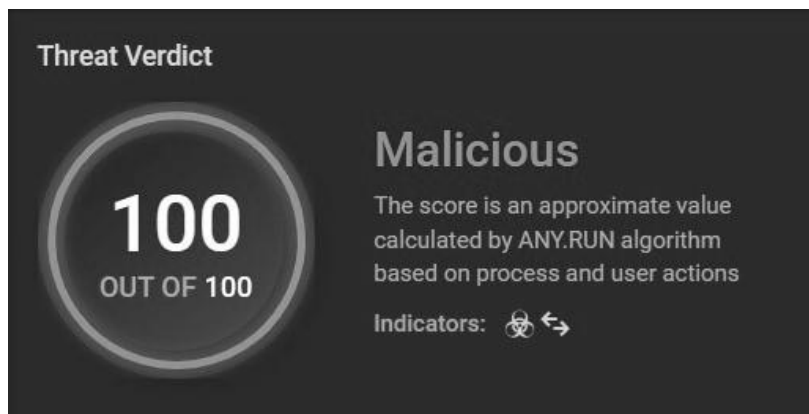 Threat Verdict
100
OUT OF 100
Malicious
The score is an approximate value
calculated by ANY.RUN algorithm
based on process and user actions
Indicators: